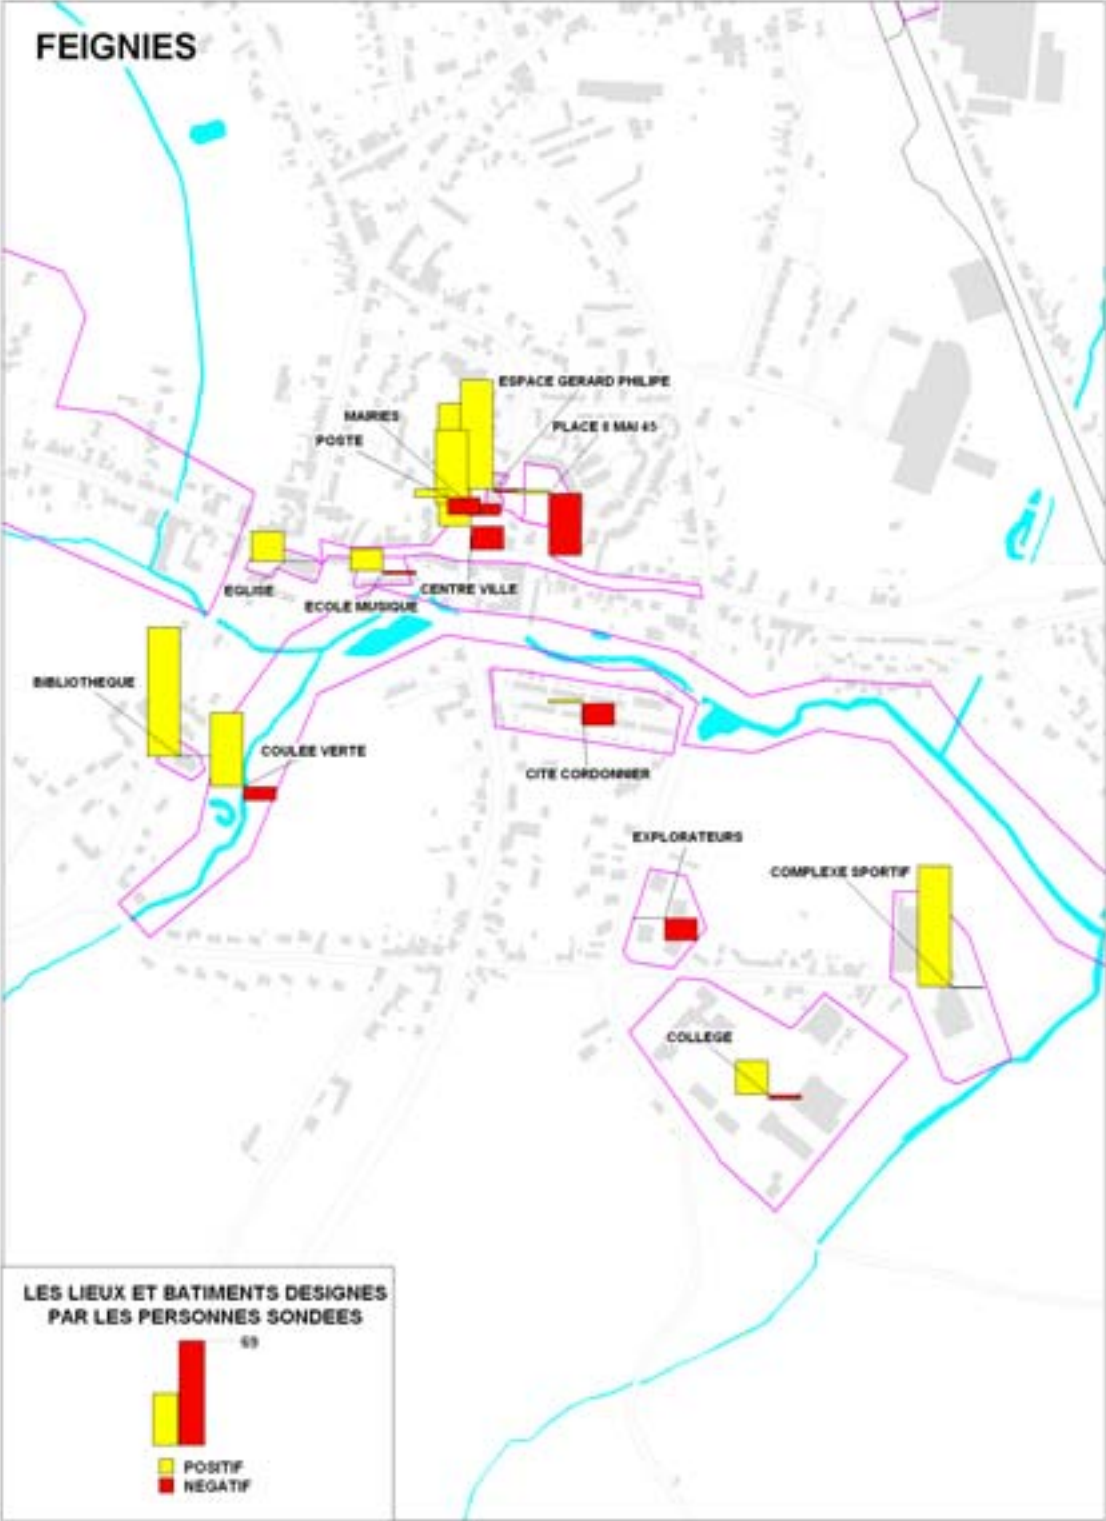 FEIGNIES
ESPACE GERARD PHILIPE
MAIRIES
PLACE 8 MAI 45
POSTE
EGLISE
CENTRE VILLE
ECOLE MUSIQUE
BIBLIOTHEQUE
COULEE VERTE
CITE CORDONNIER
EXPLORATEURS
COMPLEXE SPORTIF
COLLEGE
LES LIEUX ET BATIMENTS DESIGNES
PAR LES PERSONNES SONDEES
69
POSITIF
NEGATIF